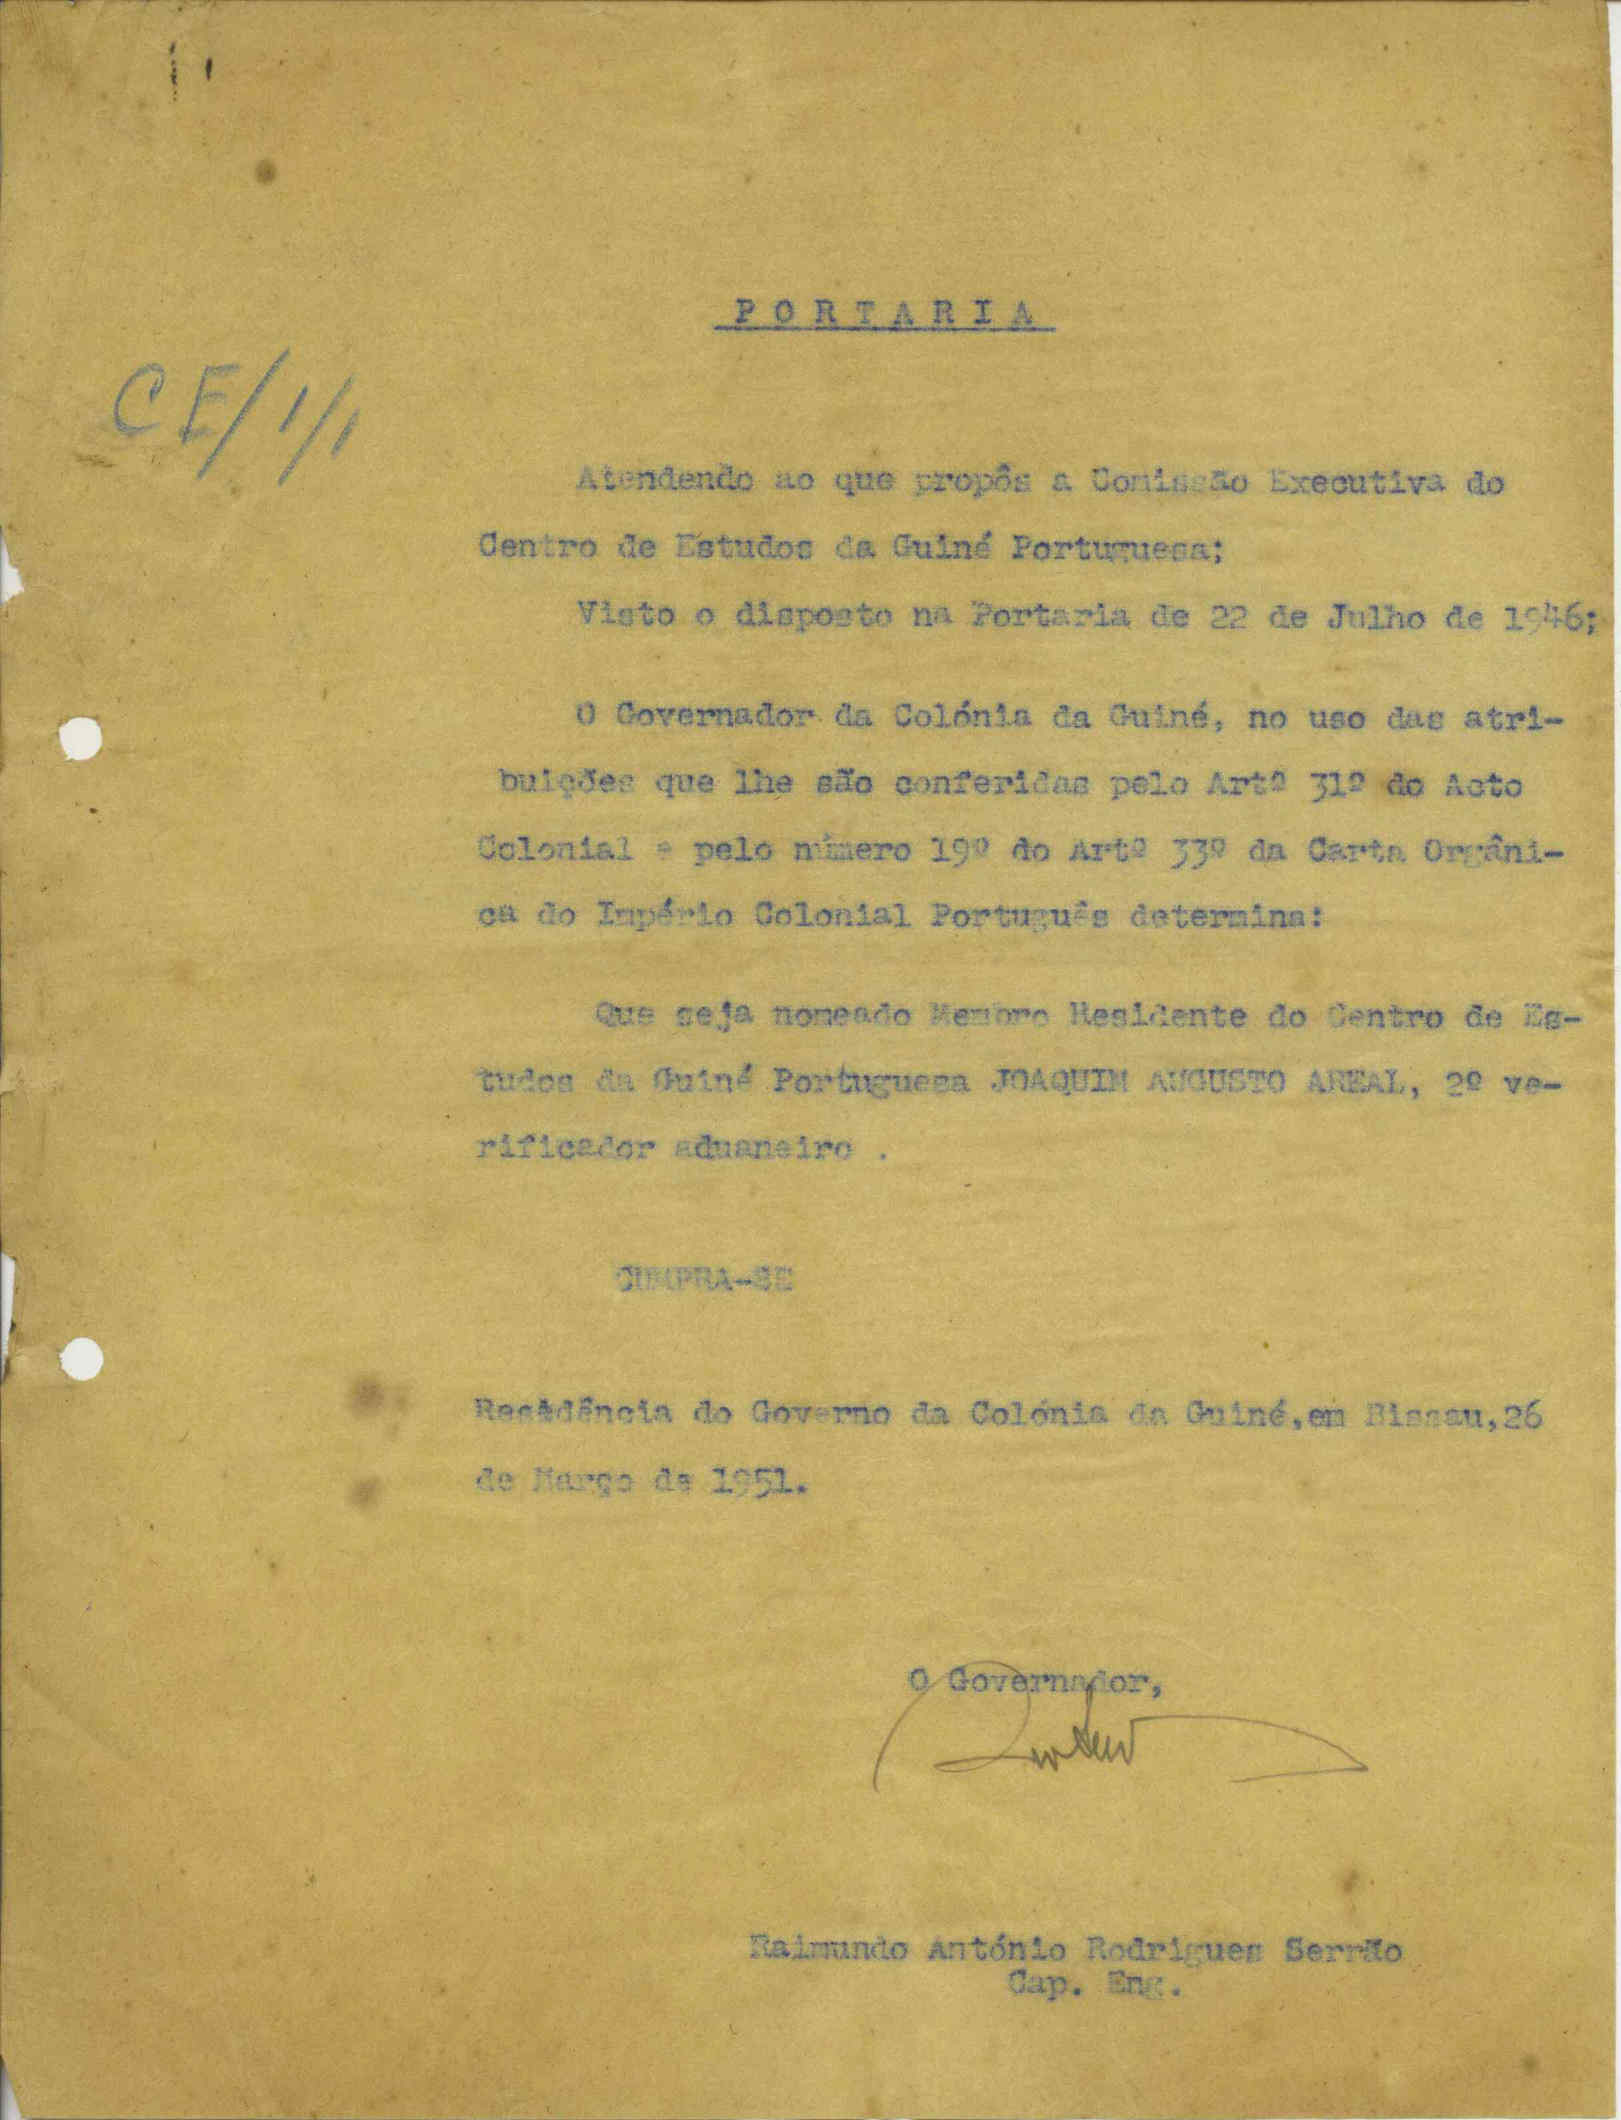 PORTARIA
CE/1/1
Atendendo ao que propôs a Comissão Executiva do
Centro de Estudos da Guiné Portuguesa;
Visto o disposto na Portaria de 22 de Julho de 1946;
O Governador da Colónia da Guiné, no uso das atri-
buições que lhe são conferidas pelo Artº 31º do Acto
Colonial e pelo número 19º do Artº 33º da Carta Orgâni-
ca do Império Colonial Português determina:
Que seja nomeado Membro Residente do Centro de Es-
tudos da Guiné Portuguesa JOAQUIM AUGUSTO AREAL, 2º ve-
rificador aduaneiro .
CUMPRA-SE
Residência do Governo da Colónia da Guiné,em Bissau,26
de Março de 1951.
O Governador,
Raimundo António Rodrigues Serrão
Cap. Eng.